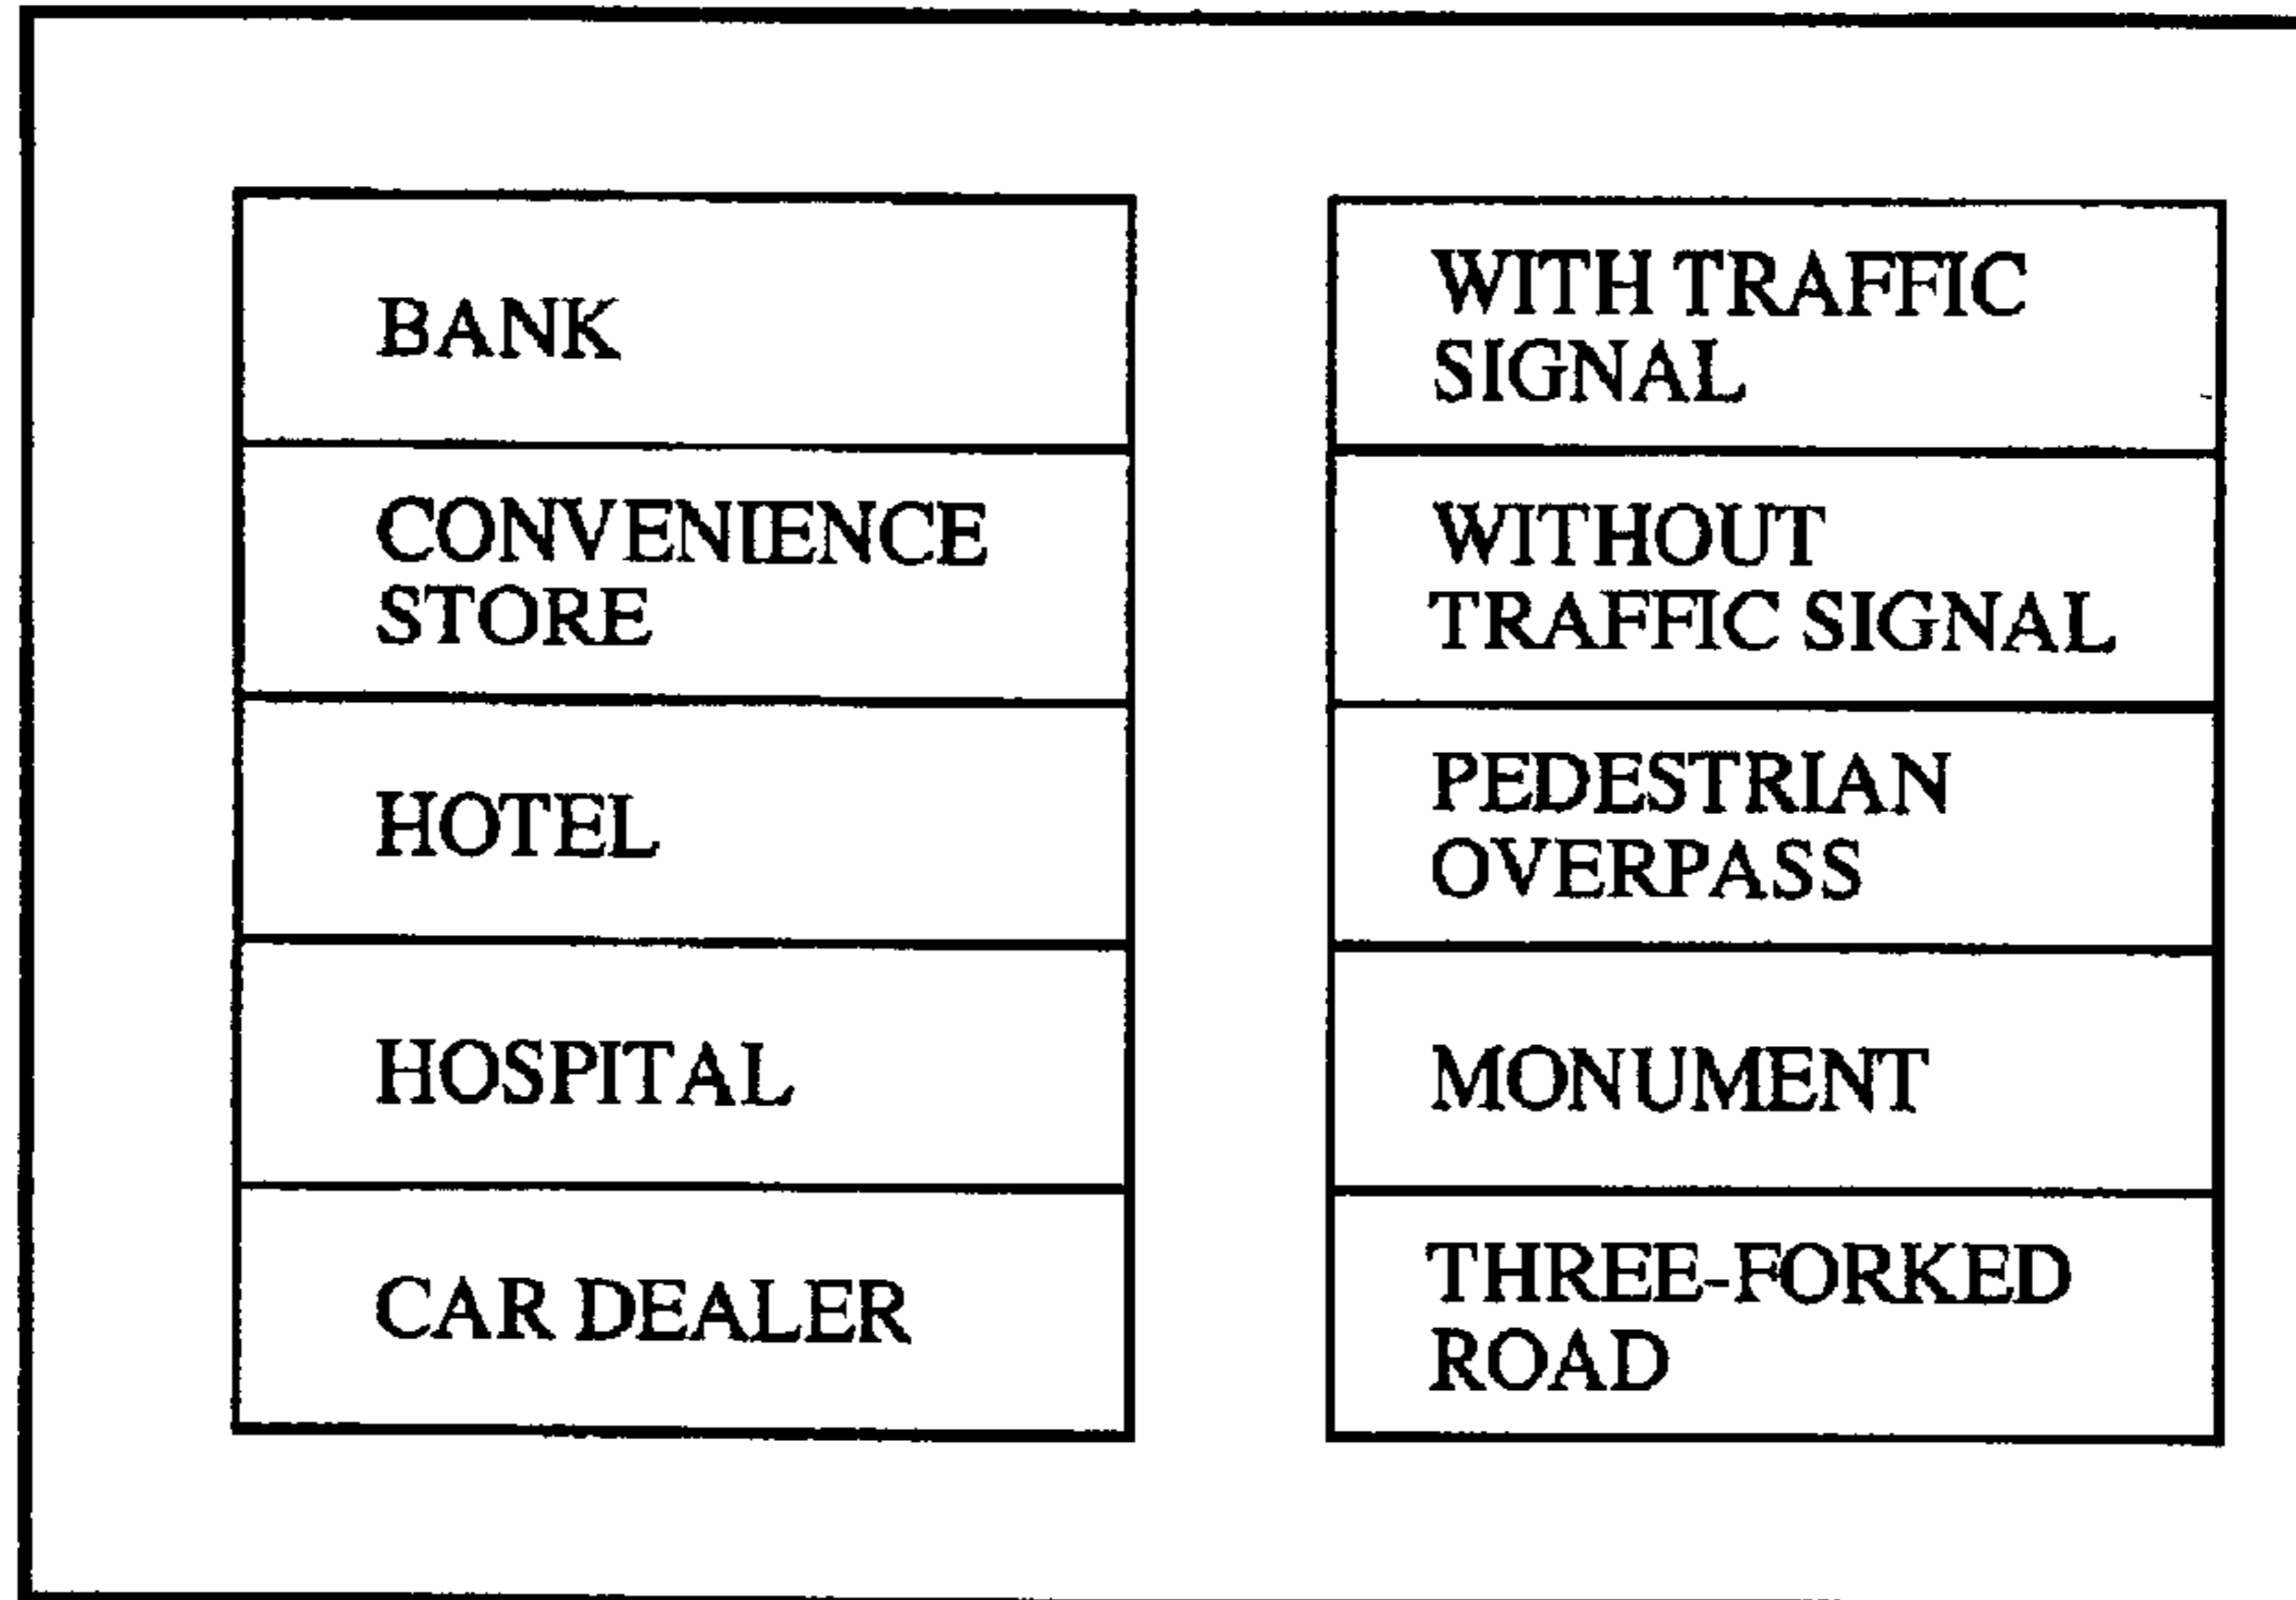 BANK
CONVENIENCE
STORE
HOTEL
HOSPITAL
CAR DEALER
WITH TRAFFIC
SIGNAL
WITHOUT
TRAFFIC SIGNAL
PEDESTRIAN
OVERPASS
MONUMENT
THREE-FORKED
ROAD